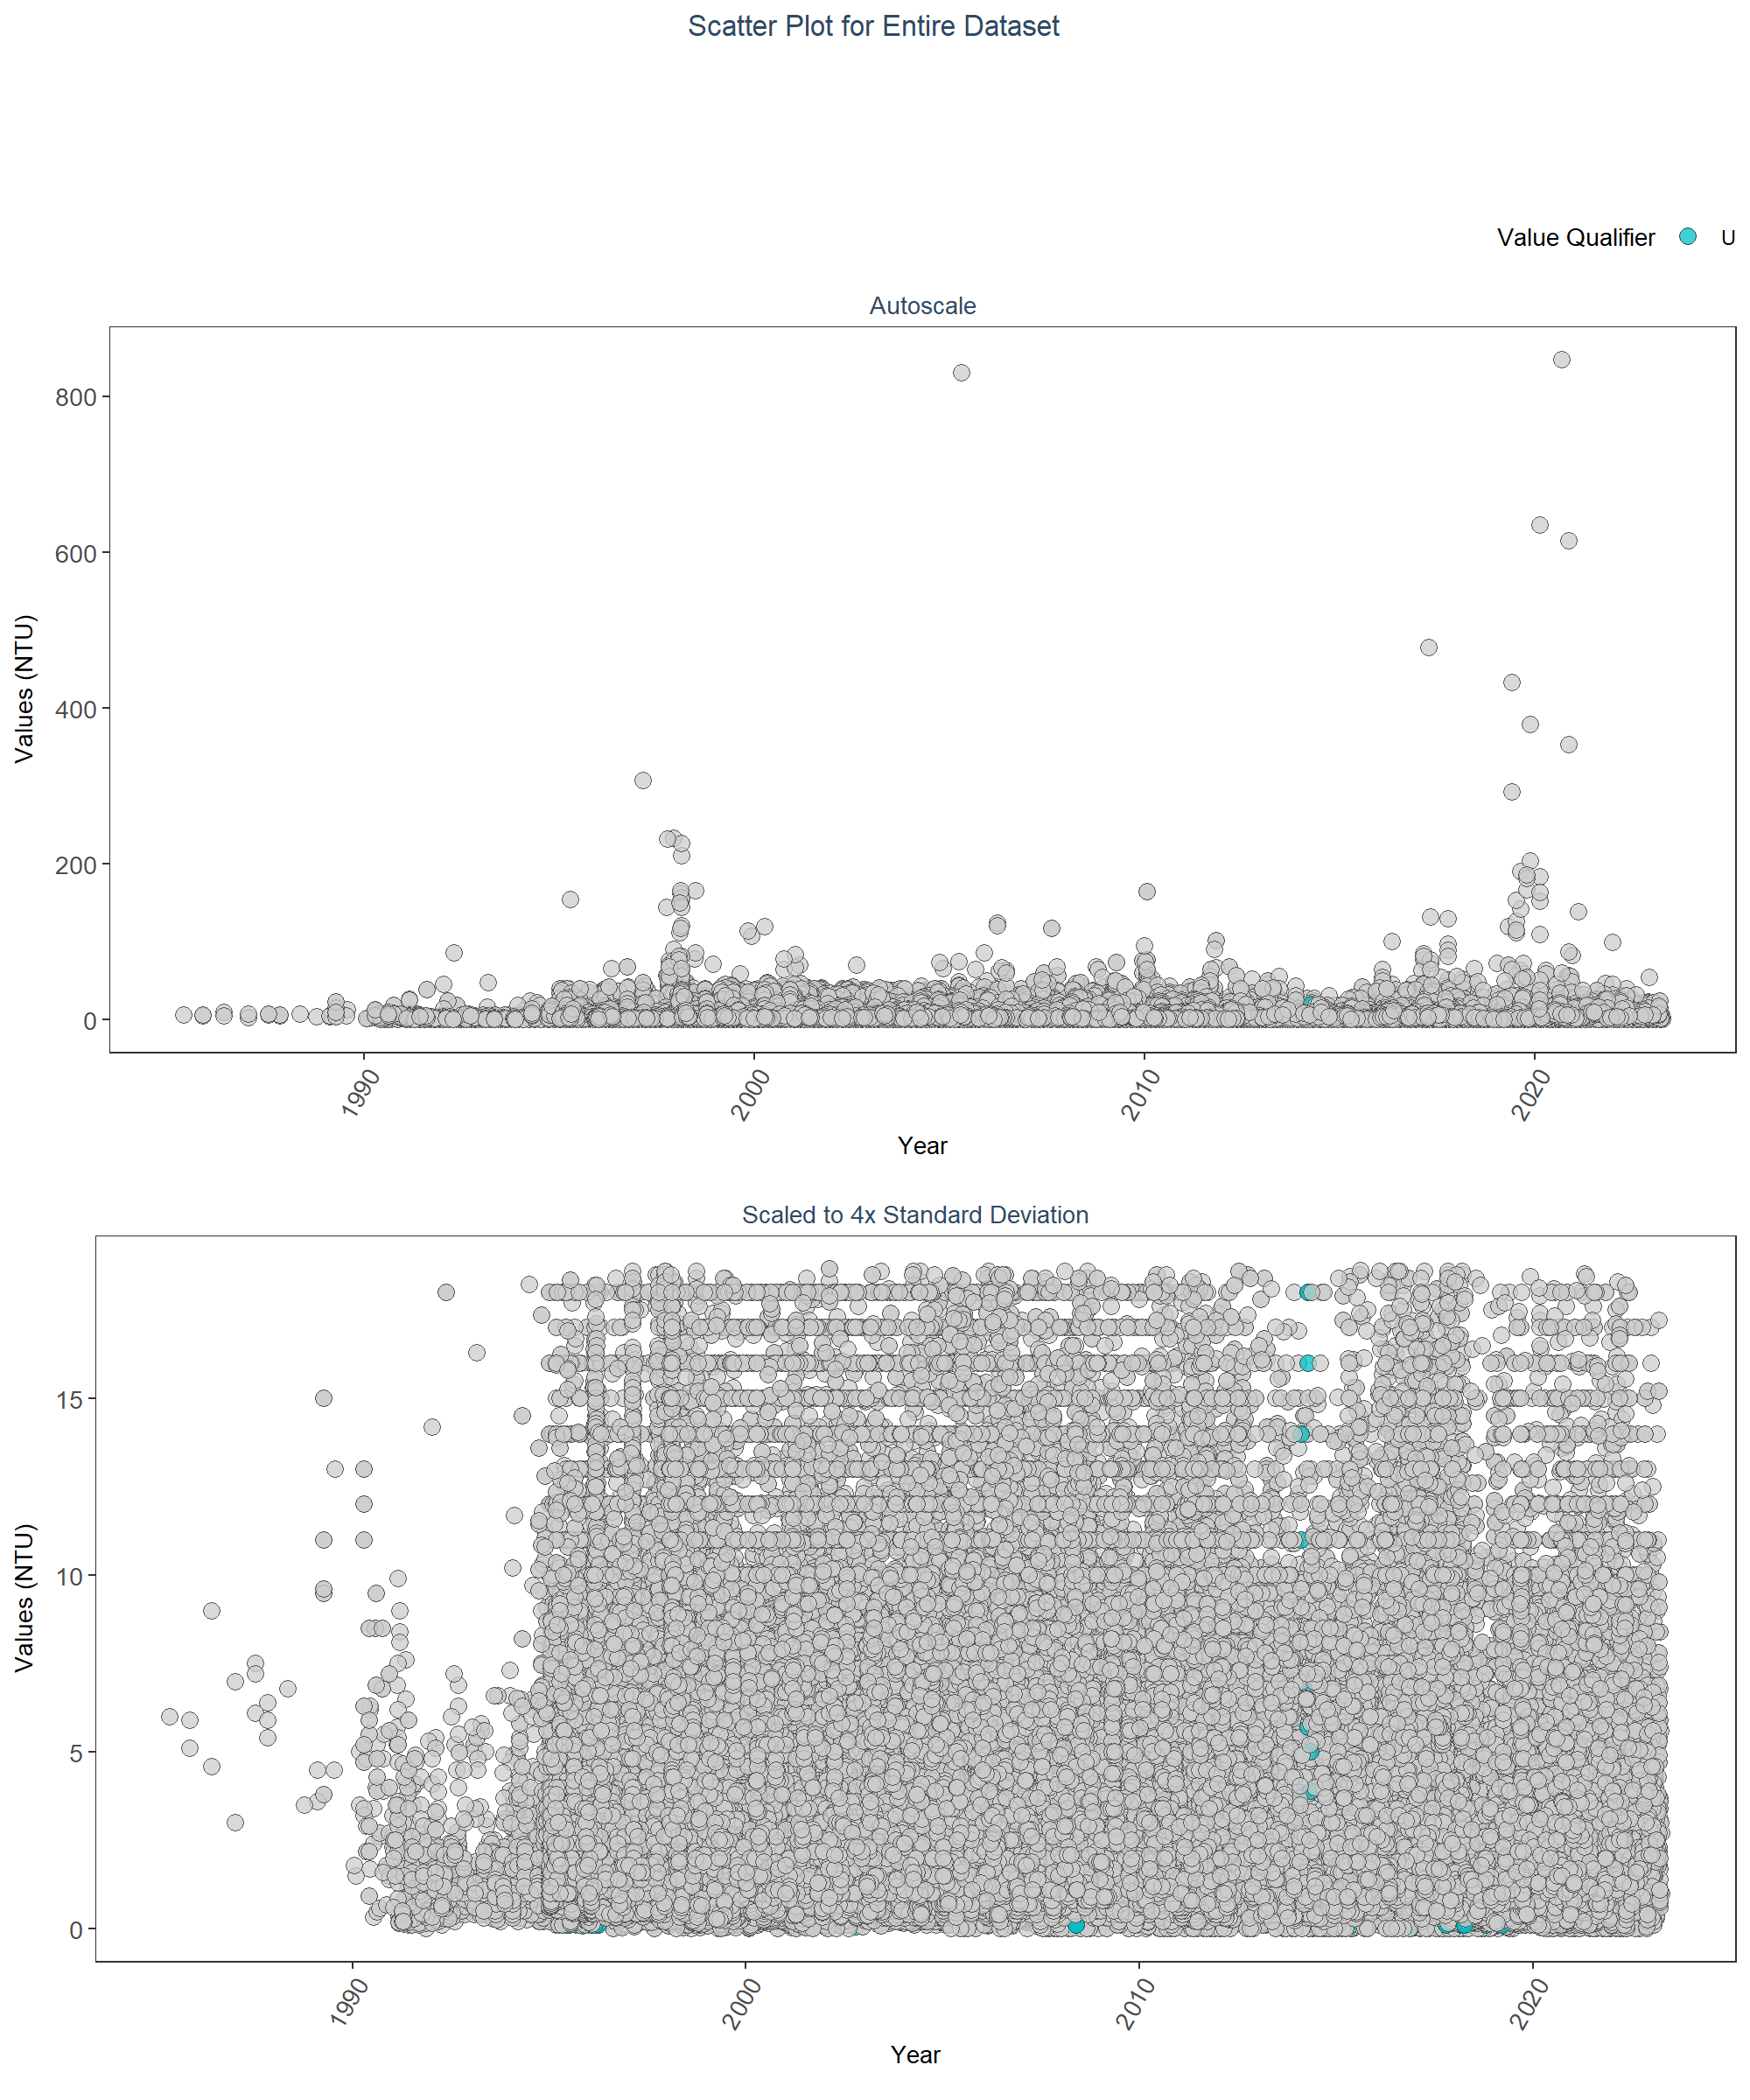 Scatter Plot for Entire Dataset
Value Qualifier U
Autoscale
Values (NTU)
800
600
400
200
0
1990 2000 2010 2020
Year
Scaled to 4x Standard Deviation
Values (NTU)
15
10
5
0
1990 2000 2010 2020
Year